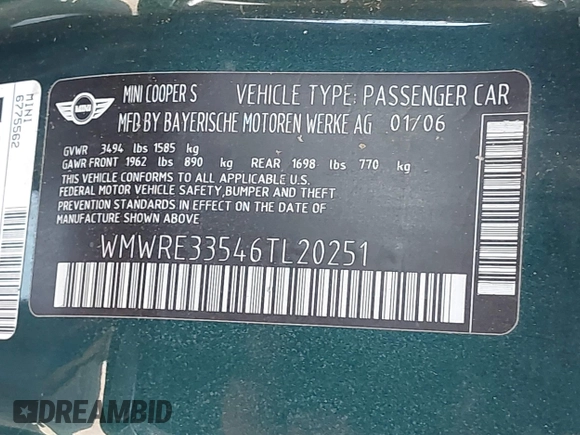 MINI COOPER S VEHICLE TYPE: PASSENGER CAR
MINI
MFD BY BAYERISCHE MOTOREN WERKE AG 01/06
GVWR 3494 lbs 1585 kg
GAWR FRONT 1962 lbs 890 kg REAR 1698 lbs 770 kg
THIS VEHICLE CONFORMS TO ALL APPLICABLE U.S.
FEDERAL MOTOR VEHICLE SAFETY, BUMPER AND THEFT
PREVENTION STANDARDS IN EFFECT ON THE DATE OF
MANUFACTURE SHOWN ABOVE.
WMWRE33546TL20251
MINI
6775562
DREAMBID